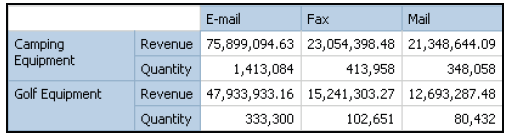 E-mail Fax Mail
Camping Equipment Revenue 75,899,094.63 23,054,398.48 21,348,644.09
Quantity 1,413,084 413,958 348,058
Golf Equipment Revenue 47,933,933.16 15,241,303.27 12,693,287.48
Quantity 333,300 102,651 80,432